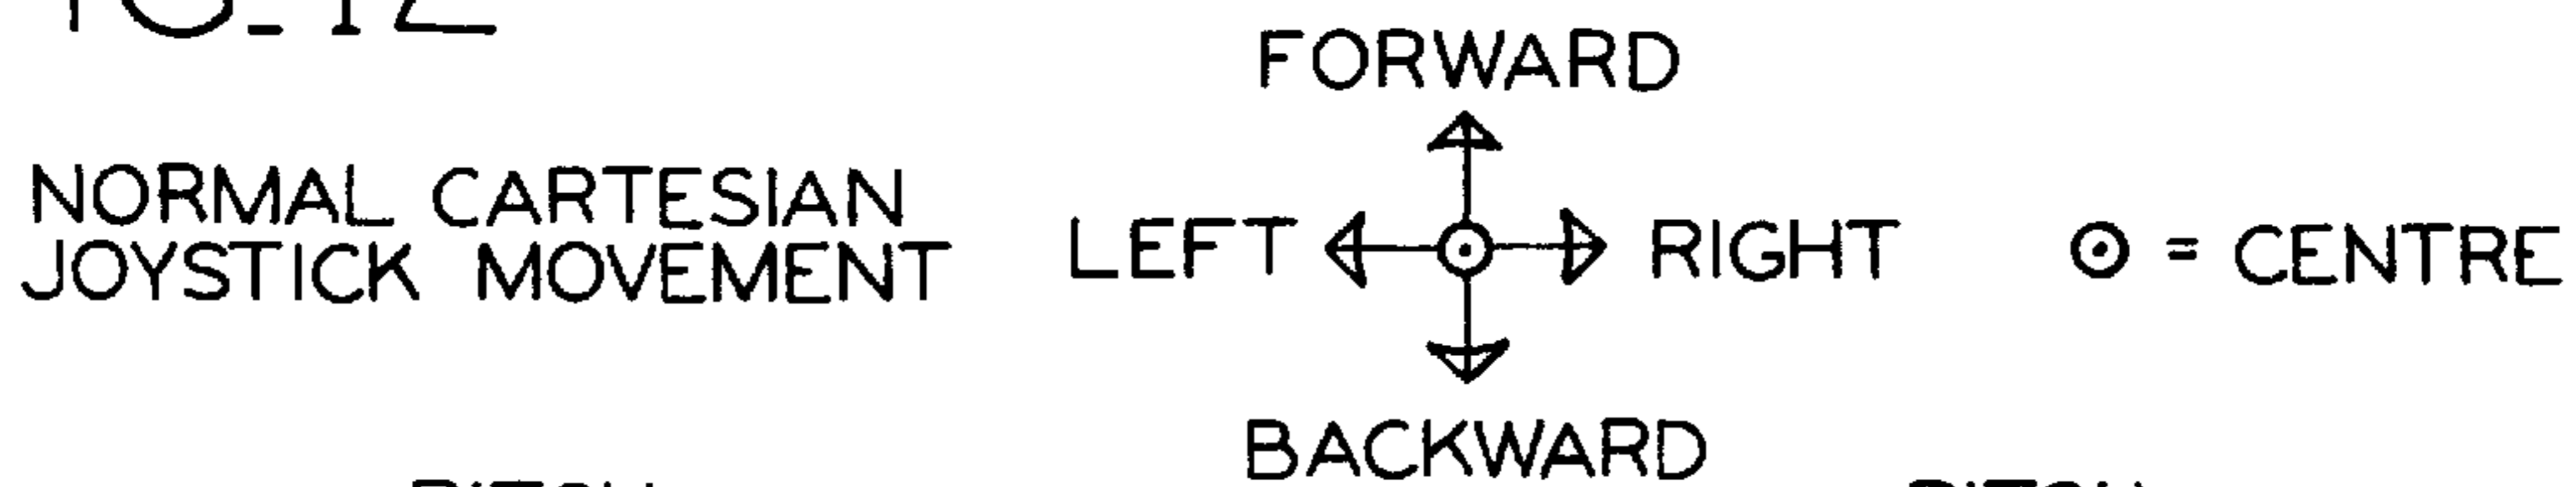 FORWARD
NORMAL CARTESIAN
JOYSTICK MOVEMENT
LEFT RIGHT ⊙ = CENTRE
BACKWARD